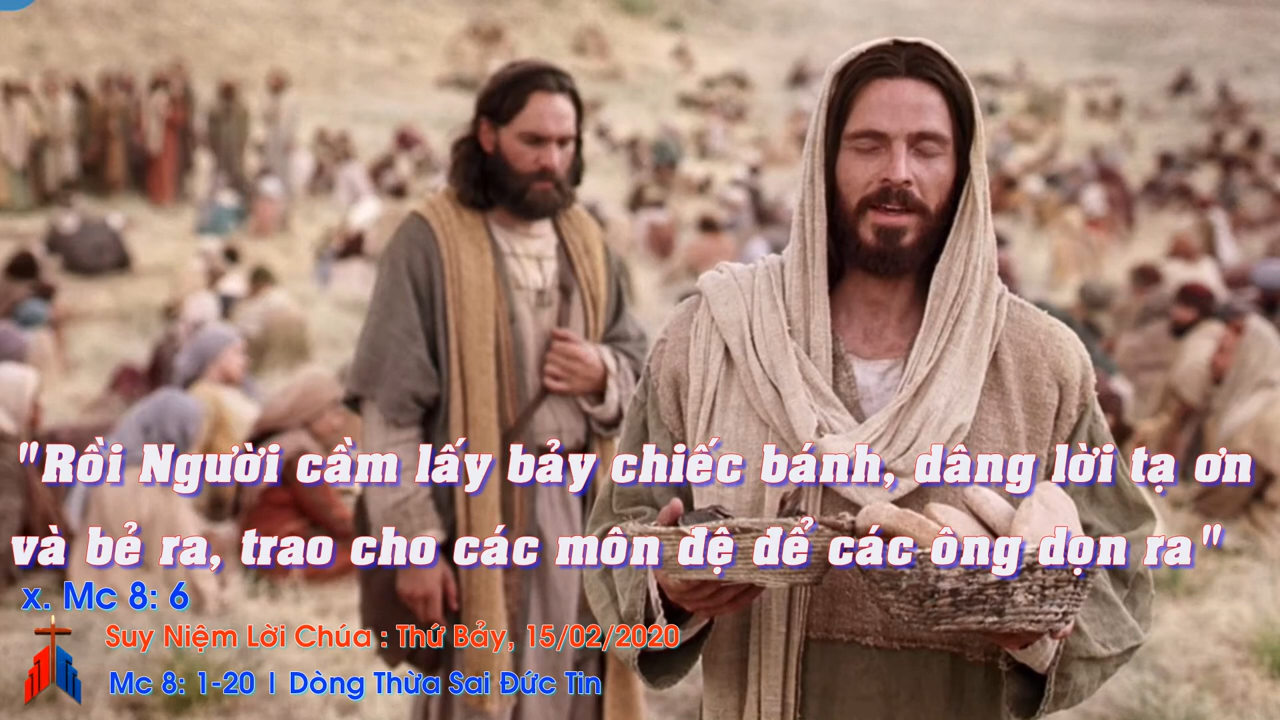 "Rồi Người cầm lấy bảy chiếc bánh, dâng lời tạ ơn
và bẻ ra, trao cho các môn đệ để các ông dọn ra"
x. Mc 8: 6
Suy Niệm Lời Chúa : Thứ Bảy, 15/02/2020
Mc 8: 1-20 | Dòng Thừa Sai Đức Tin